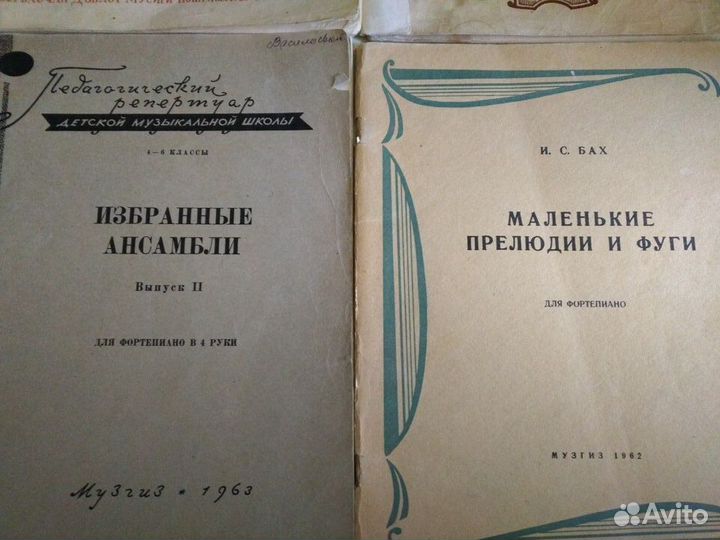 Василовых
Педагогический
репертуар
ДЕТСКОЙ МУЗЫКАЛЬНОЙ ШКОЛЫ
4—6 КЛАССЫ
ИЗБРАННЫЕ
АНСАМБЛИ
Выпуск II
ДЛЯ ФОРТЕПИАНО В 4 РУКИ
Музгиз • 1963
И. С. БАХ
МАЛЕНЬКИЕ
ПРЕЛЮДИИ И ФУГИ
ДЛЯ ФОРТЕПИАНО
МУЗГИЗ 1962
Avito